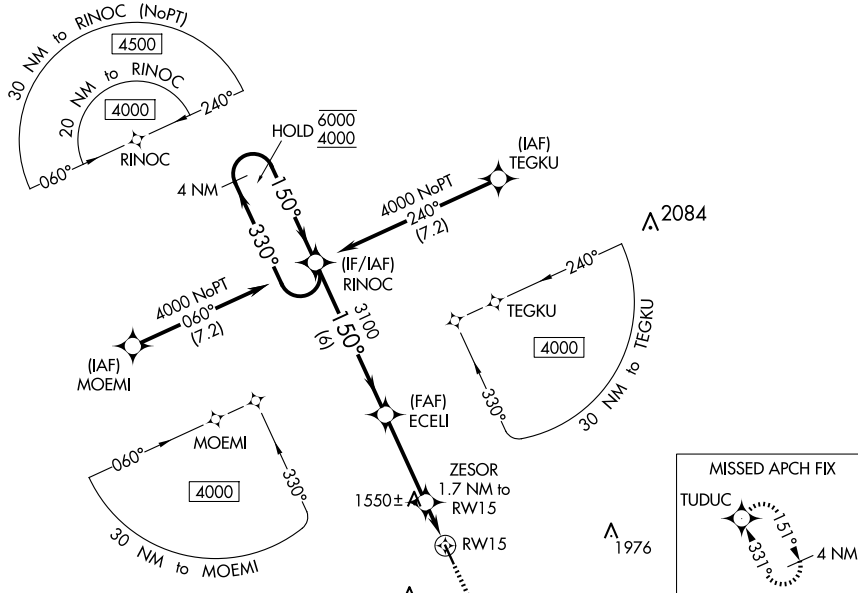 30 NM to RINOC (NoPT)
4500
20 NM to RINOC
4000
240°
060°
RINOC
HOLD 6000
4000
4 NM
150°
330°
(IAF)
TEGKU
4000 NoPT
240°
(7.2)
2084
(IF/IAF)
RINOC
4000 NoPT
060°
(7.2)
(IAF)
MOEMI
3100
150°
(6)
240°
TEGKU
4000
330°
30 NM to TEGKU
(FAF)
ECELI
MOEMI
060°
330°
4000
30 NM to MOEMI
ZESOR
1.7 NM to
RW15
1550±
RW15
1976
MISSED APCH FIX
TUDUC
151°
331°
4 NM